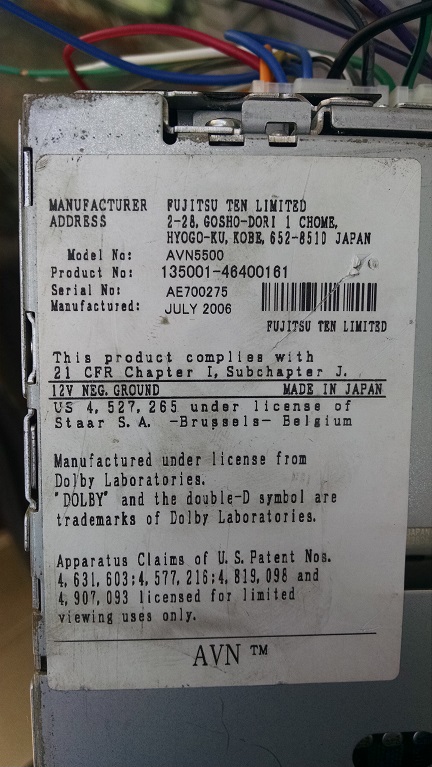 MANUFACTURER FUJITSU TEN LIMITED
ADDRESS 2-28, GOSHO-DORI 1 CHOME,
HYOGO-KU, KOBE, 652-8510 JAPAN
Model No: AVN5500
Product No: 135001-46400161
Serial No: AE700275
Manufactured: JULY 2006
FUJITSU TEN LIMITED
This product complies with
21 CFR Chapter I, Subchapter J.
12V NEG. GROUND MADE IN JAPAN
US 4,527,265 under license of
Staar S.A. -Brussels- Belgium
Manufactured under license from
Dolby Laboratories.
"DOLBY" and the double-D symbol are
trademarks of Dolby Laboratories.
Apparatus Claims of U.S. Patent Nos.
4,631,603:4,577,216:4,819,098 and
4,907,093 licensed for limited
viewing uses only.
AVN ™